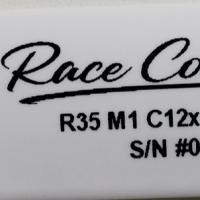 Race Co
R35 M1 C12x
S/N #0